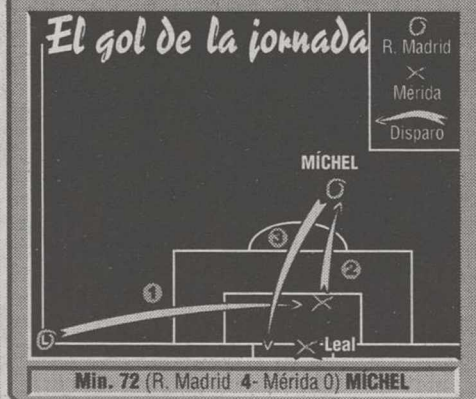 El gol de la jornada
R. Madrid
Mérida
Disparo
MÍCHEL
3
2
1
L
Leal
Min. 72 (R. Madrid 4- Mérida 0) MÍCHEL